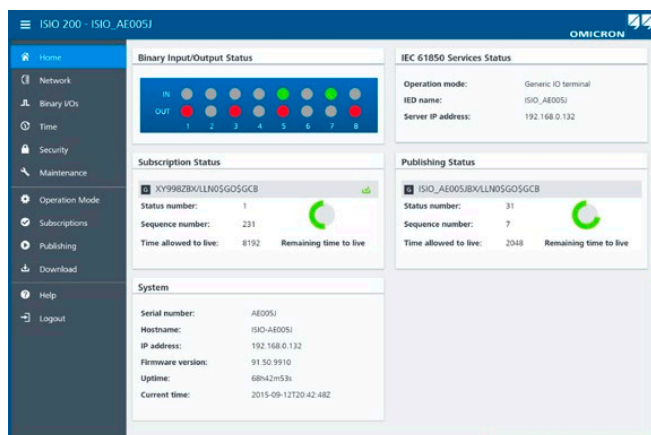 ISIO 200 - ISIO_AE005J
OMICRON
Home
Network
Binary I/Os
Time
Security
Maintenance
Operation Mode
Subscriptions
Publishing
Download
Help
Logout
Binary Input/Output Status
IN
OUT
1 2 3 4 5 6 7 8
IEC 61850 Services Status
Operation mode: Generic IO terminal
IED name: ISIO_AE005J
Server IP address: 192.168.0.132
Subscription Status
G XY998ZBX/LLN0$GO$GCB
Status number: 1
Sequence number: 231
Time allowed to live: 8192 Remaining time to live
Publishing Status
G ISIO_AE005JBX/LLN0$GO$GCB
Status number: 31
Sequence number: 7
Time allowed to live: 2048 Remaining time to live
System
Serial number: AE005J
Hostname: ISIO-AE005J
IP address: 192.168.0.132
Firmware version: 91.50.9910
Uptime: 68h42m53s
Current time: 2015-09-12T20:42:48Z